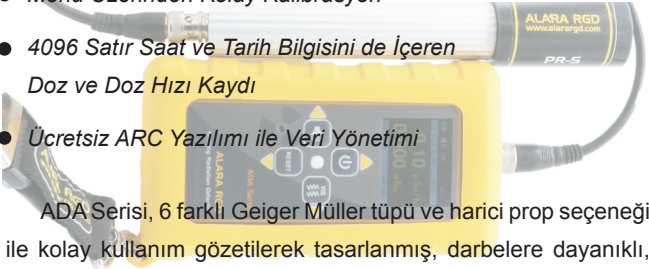 Menü Üzerinden Kolay Kalibrasyon
ALARA RGD
www.alarargd.com
PR-5
● 4096 Satır Saat ve Tarih Bilgisini de İçeren
Doz ve Doz Hızı Kaydı
● Ücretsiz ARC Yazılımı ile Veri Yönetimi
RESET
ALARA RGD
ADA Serisi, 6 farklı Geiger Müller tüpü ve harici prop seçeneği
ile kolay kullanım gözetilerek tasarlanmış, darbelere dayanıklı,